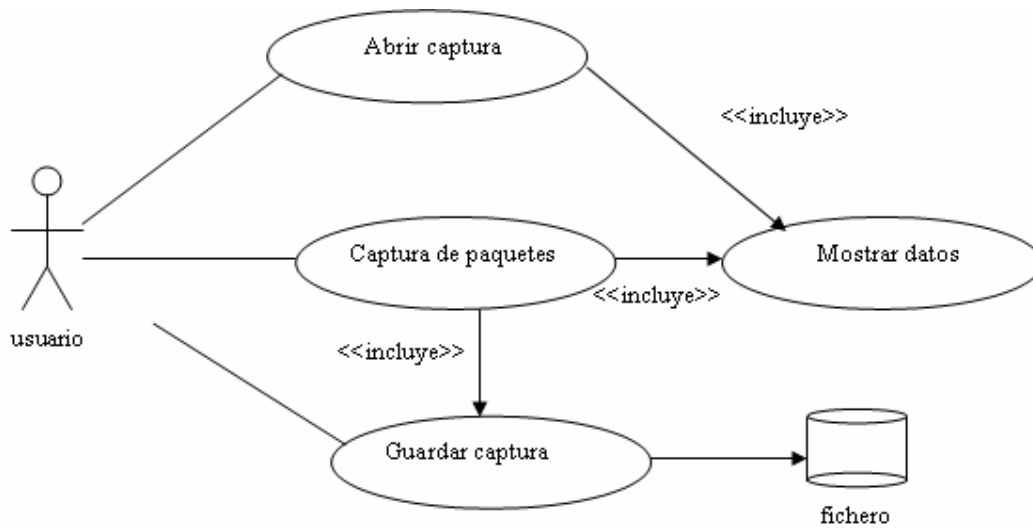 Abrir captura
<<incluye>>
Captura de paquetes
Mostrar datos
<<incluye>>
usuario
<<incluye>>
Guardar captura
fichero